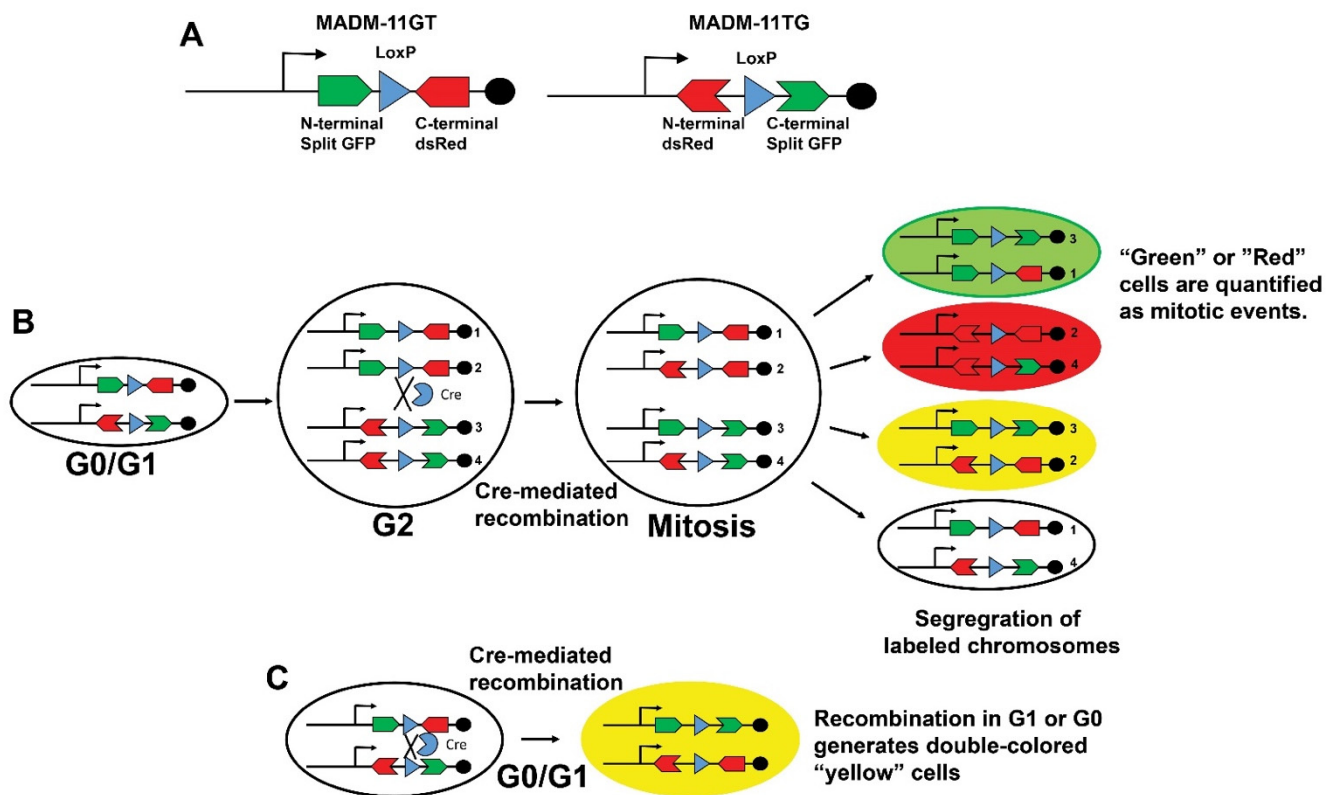 A
MADM-11GT
LoxP
N-terminal
Split GFP
C-terminal
dsRed
MADM-11TG
LoxP
N-terminal
dsRed
C-terminal
Split GFP
B
G0/G1
1
2
Cre
3
4
G2
Cre-mediated
recombination
1
2
3
4
Mitosis
3
1
2
4
3
2
1
4
“Green” or ”Red”
cells are quantified
as mitotic events.
Segregration of
labeled chromosomes
C
Cre
Cre-mediated
recombination
G0/G1
Recombination in G1 or G0
generates double-colored
“yellow” cells